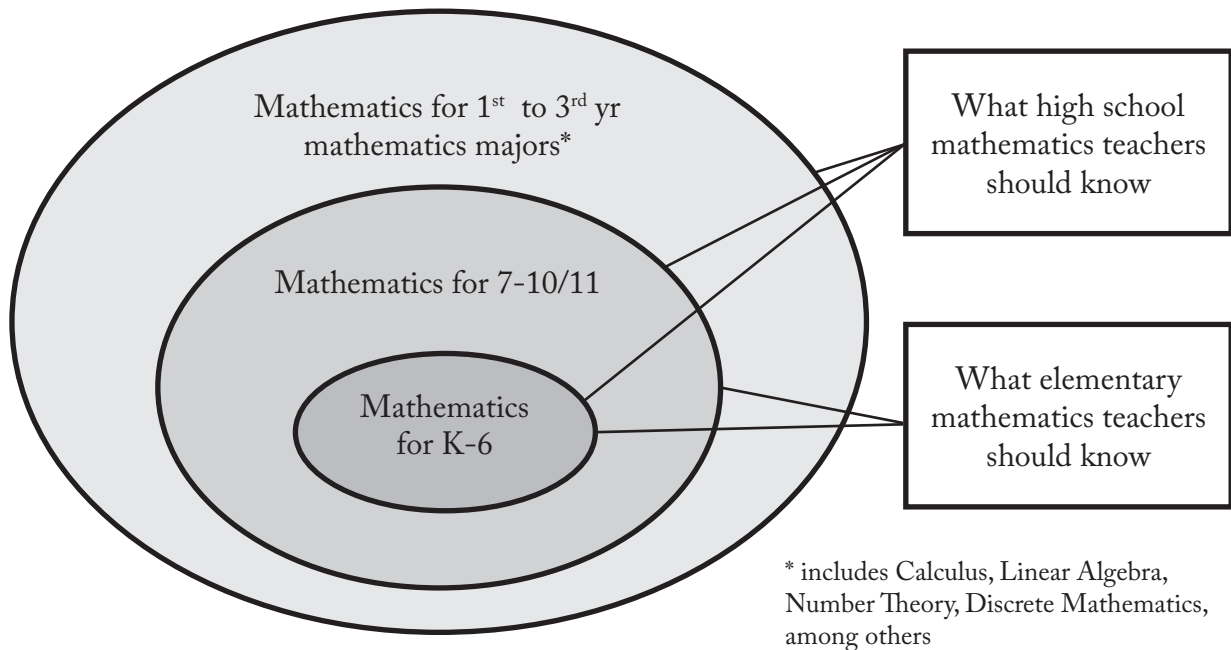 Mathematics for 1st to 3rd yr
mathematics majors*
Mathematics for 7-10/11
Mathematics
for K-6
What high school
mathematics teachers
should know
What elementary
mathematics teachers
should know
* includes Calculus, Linear Algebra,
Number Theory, Discrete Mathematics,
among others